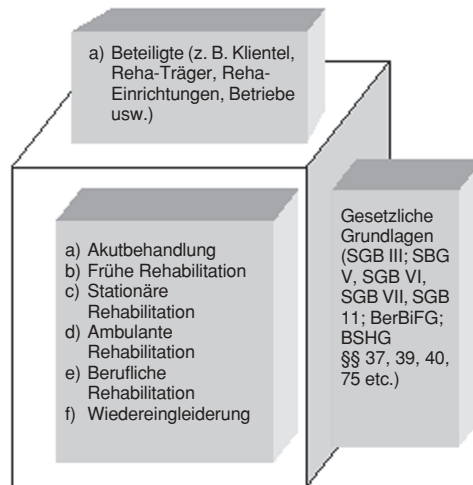 a) Beteiligte (z. B. Klientel,
Reha-Träger, Reha-
Einrichtungen, Betriebe
usw.)
a) Akutbehandlung
b) Frühe Rehabilitation
c) Stationäre
Rehabilitation
d) Ambulante
Rehabilitation
e) Berufliche
Rehabilitation
f) Wiedereingleiderung
Gesetzliche
Grundlagen
(SGB III; SBG
V, SGB VI,
SGB VII, SGB
11; BerBiFG;
BSHG
§§ 37, 39, 40,
75 etc.)